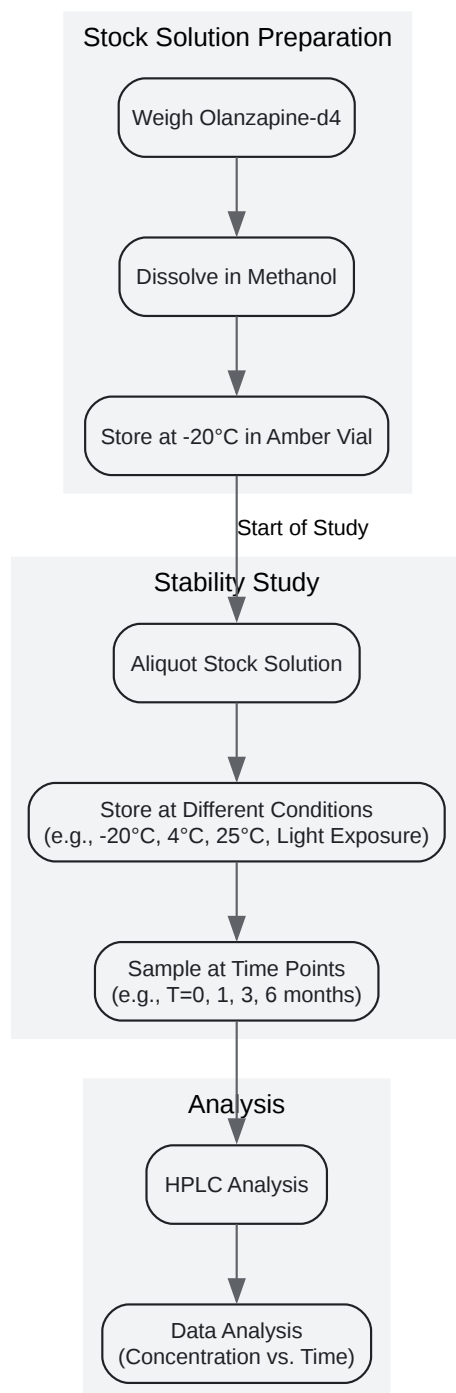 Stock Solution Preparation
Weigh Olanzapine-d4
Dissolve in Methanol
Store at -20°C in Amber Vial
Start of Study
Stability Study
Aliquot Stock Solution
Store at Different Conditions
(e.g., -20°C, 4°C, 25°C, Light Exposure)
Sample at Time Points
(e.g., T=0, 1, 3, 6 months)
Analysis
HPLC Analysis
Data Analysis
(Concentration vs. Time)